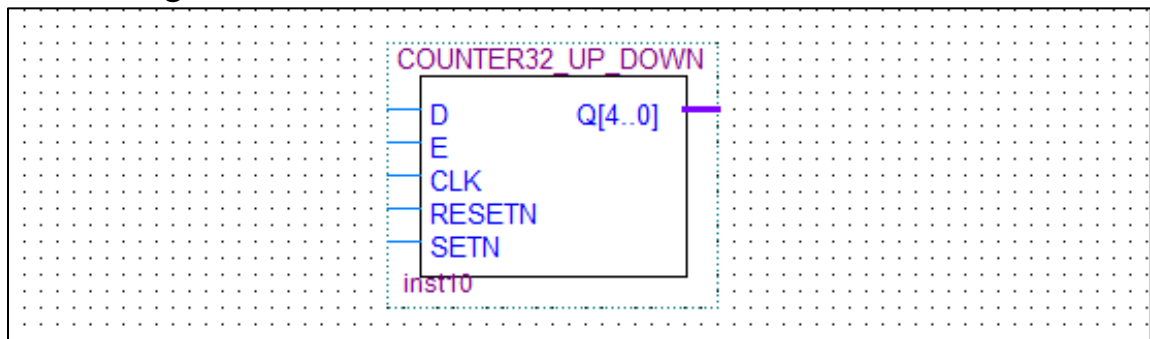 COUNTER32_UP_DOWN
D Q[4..0]
E
CLK
RESETN
SETN
inst10